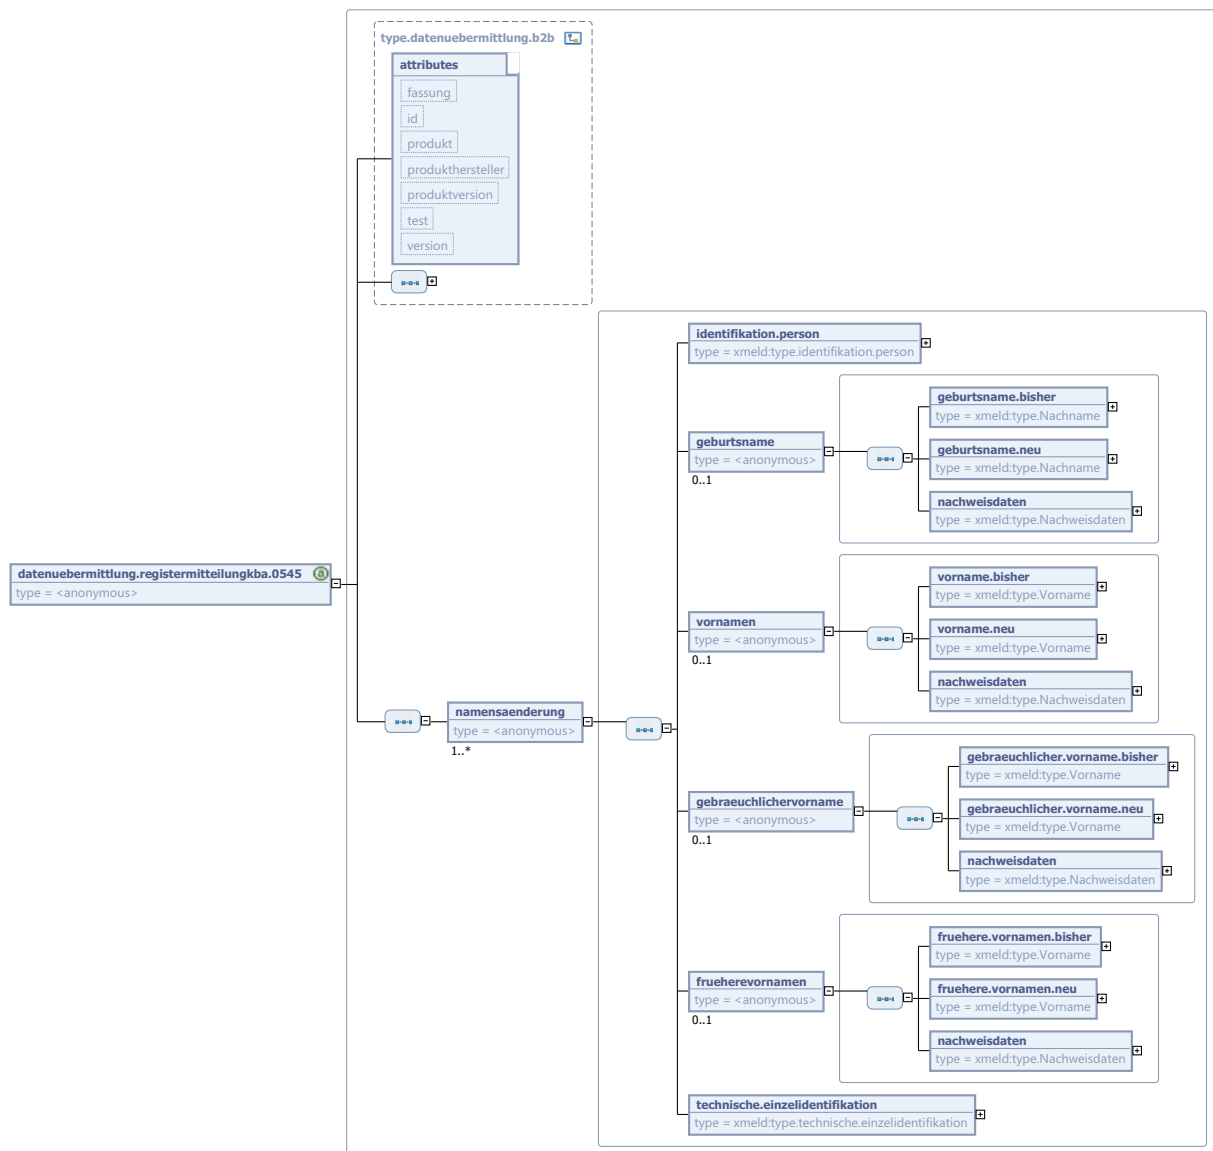 type.datenuebermittlung.b2b
attributes
fassung
id
produkt
produkthersteller
produktversion
test
version
identifikation.person
type = xmeld:type.identifikation.person
geburtsname
type = <anonymous>
0..1
geburtsname.bisher
type = xmeld:type.Nachname
geburtsname.neu
type = xmeld:type.Nachname
nachweisdaten
type = xmeld:type.Nachweisdaten
datenuebermittlung.registermitteilungkba.0545 @
type = <anonymous>
vornamen
type = <anonymous>
0..1
vorname.bisher
type = xmeld:type.Vorname
vorname.neu
type = xmeld:type.Vorname
nachweisdaten
type = xmeld:type.Nachweisdaten
namensaenderung
type = <anonymous>
1..*
gebraeuchlichervorname
type = <anonymous>
0..1
gebraeuchlicher.vorname.bisher
type = xmeld:type.Vorname
gebraeuchlicher.vorname.neu
type = xmeld:type.Vorname
nachweisdaten
type = xmeld:type.Nachweisdaten
frueherevornamen
type = <anonymous>
0..1
fruehere.vornamen.bisher
type = xmeld:type.Vorname
fruehere.vornamen.neu
type = xmeld:type.Vorname
nachweisdaten
type = xmeld:type.Nachweisdaten
technische.einzelidentifikation
type = xmeld:type.technische.einzelidentifikation